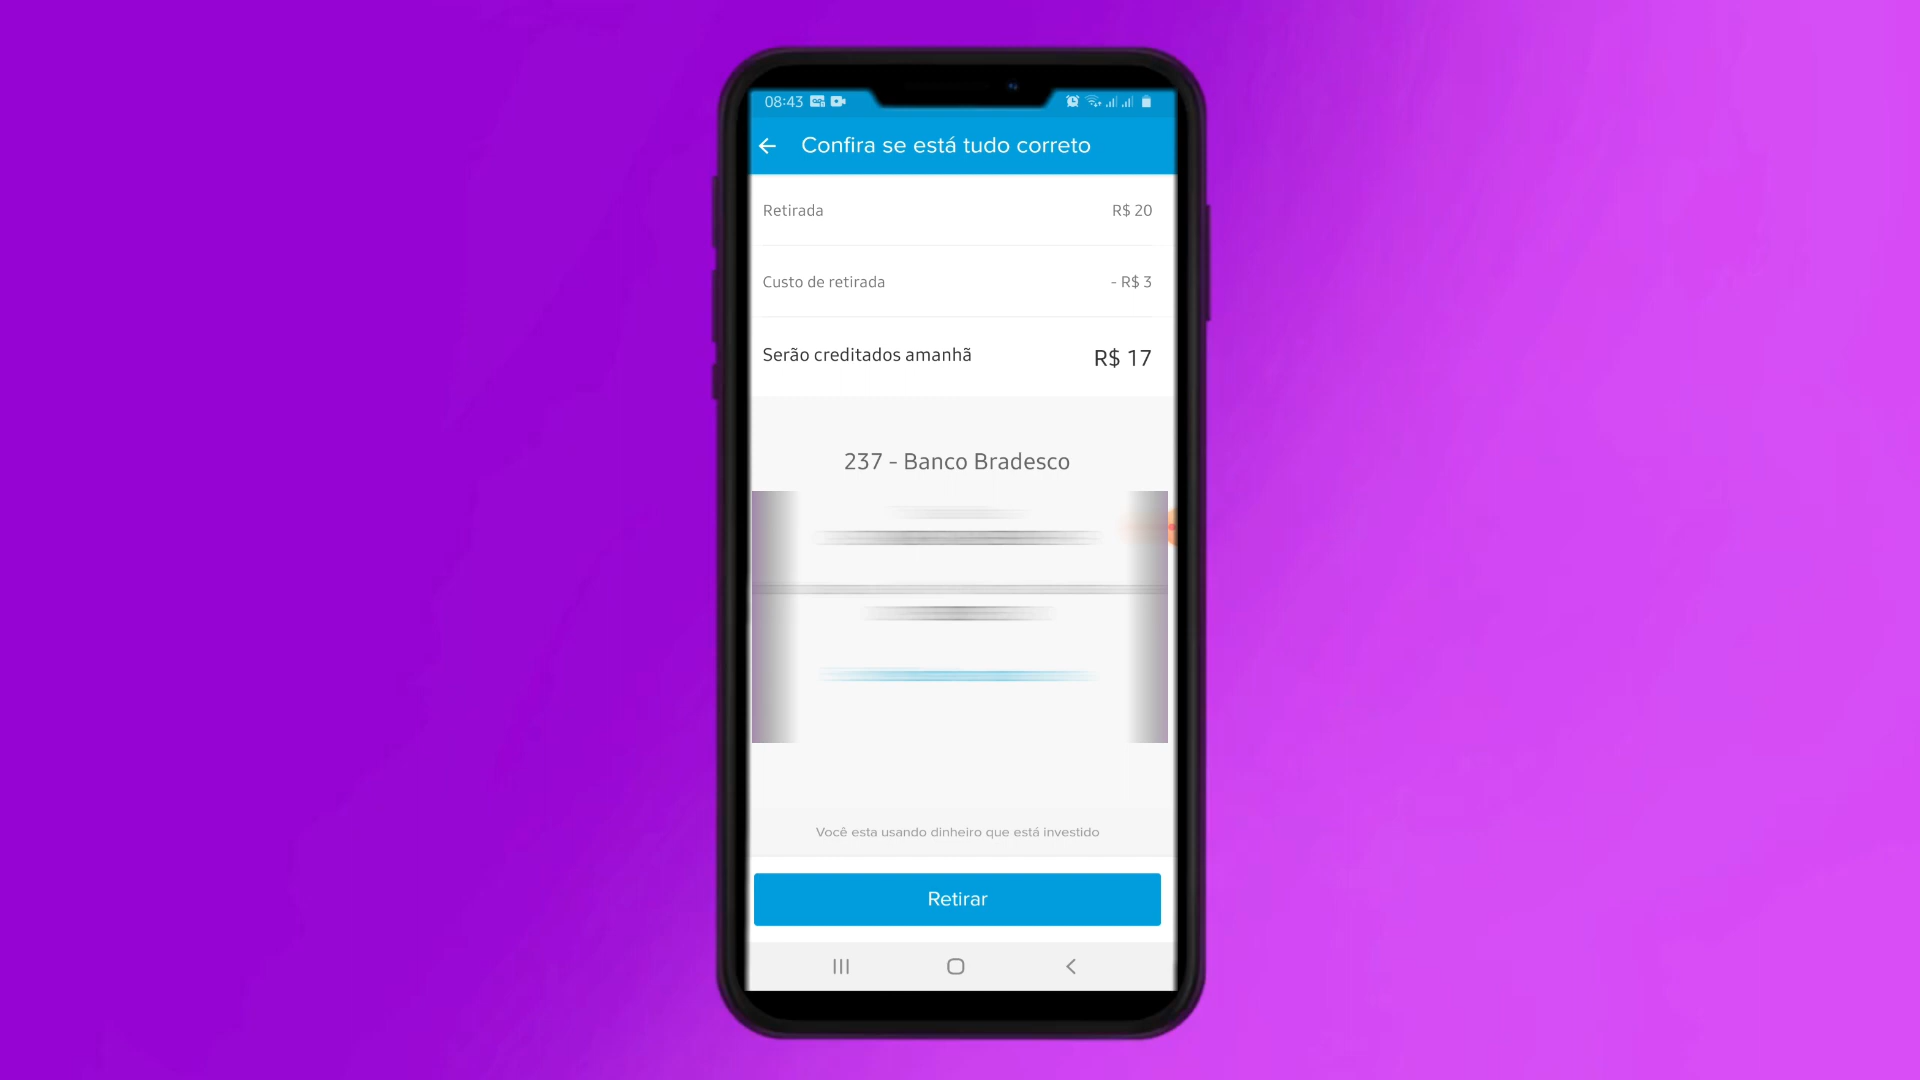 08:43
Confira se está tudo correto
Retirada R$ 20
Custo de retirada - R$ 3
Serão creditados amanhã R$ 17
237 - Banco Bradesco
Você esta usando dinheiro que está investido
Retirar